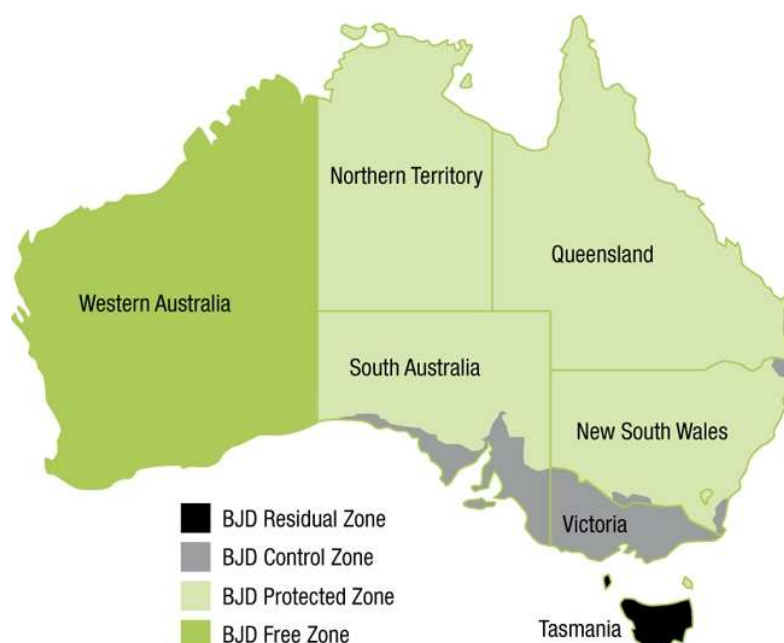 Northern Territory
Queensland
Western Australia
South Australia
New South Wales
Victoria
Tasmania
BJD Residual Zone
BJD Control Zone
BJD Protected Zone
BJD Free Zone